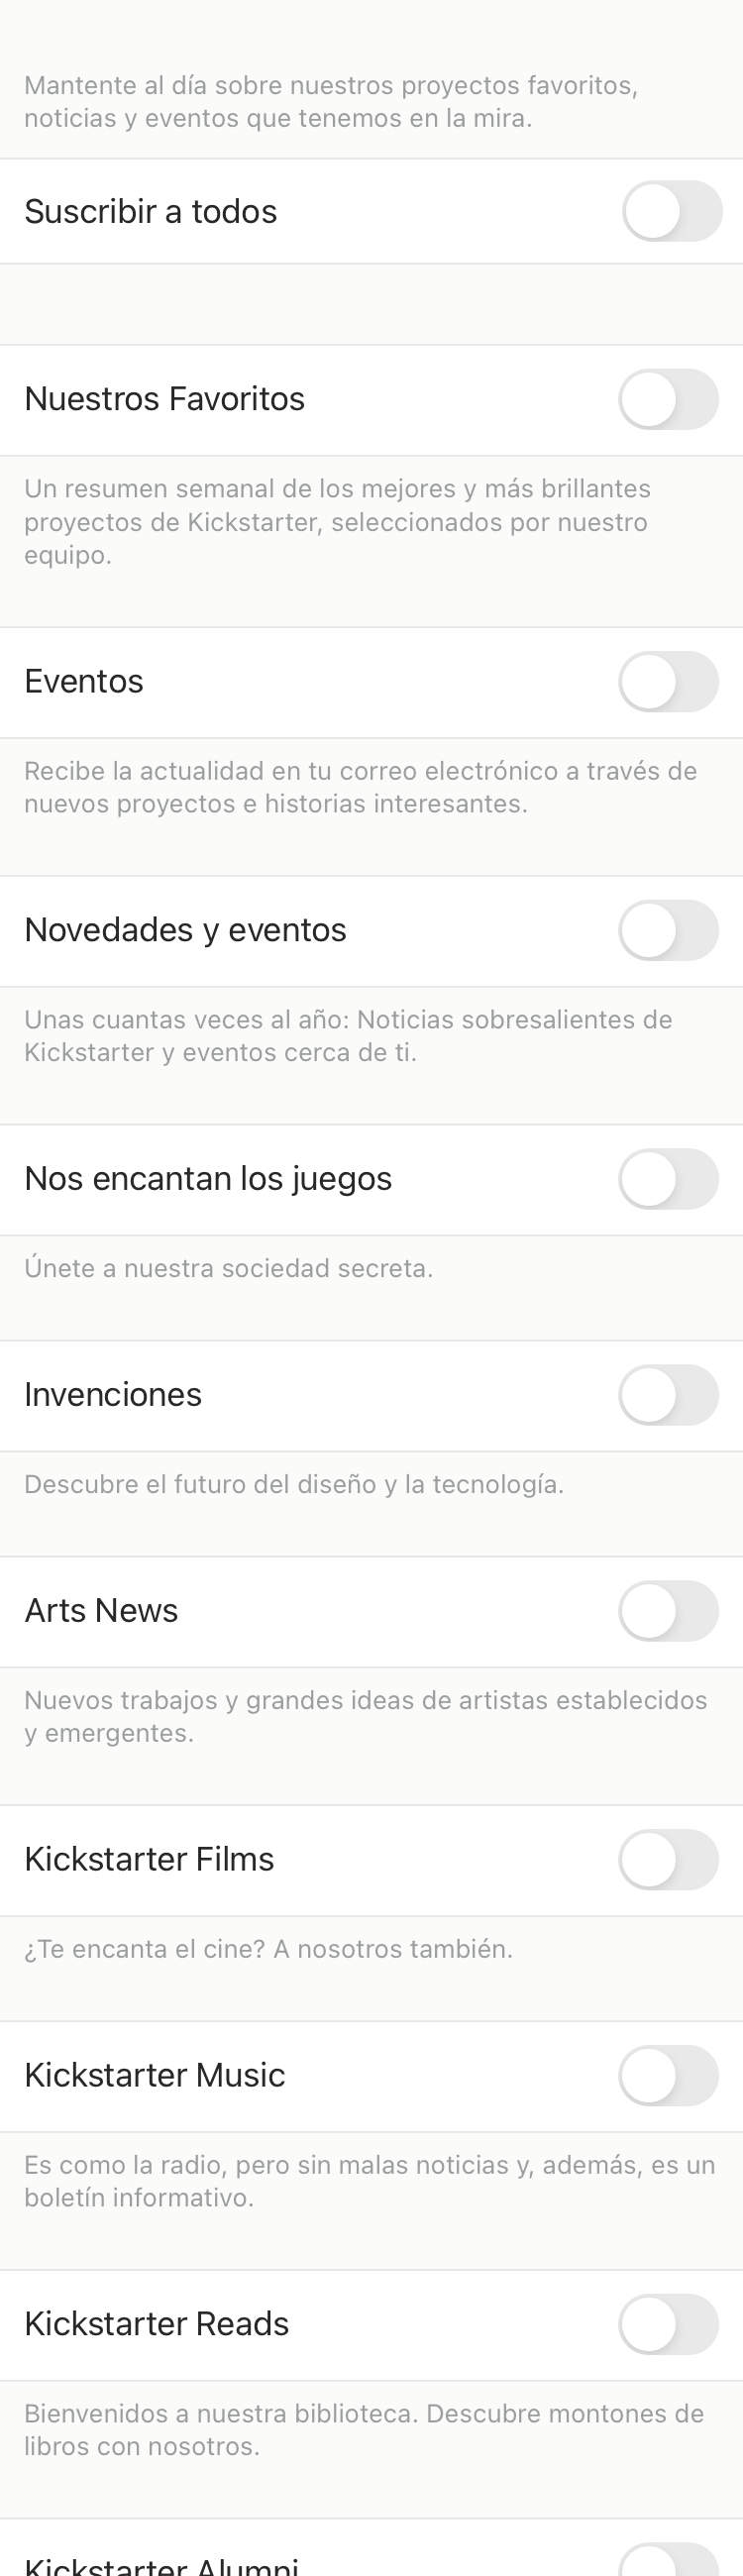 Mantente al día sobre nuestros proyectos favoritos,
noticias y eventos que tenemos en la mira.
Suscribir a todos
Nuestros Favoritos
Un resumen semanal de los mejores y más brillantes
proyectos de Kickstarter, seleccionados por nuestro
equipo.
Eventos
Recibe la actualidad en tu correo electrónico a través de
nuevos proyectos e historias interesantes.
Novedades y eventos
Unas cuantas veces al año: Noticias sobresalientes de
Kickstarter y eventos cerca de ti.
Nos encantan los juegos
Únete a nuestra sociedad secreta.
Invenciones
Descubre el futuro del diseño y la tecnología.
Arts News
Nuevos trabajos y grandes ideas de artistas establecidos
y emergentes.
Kickstarter Films
¿Te encanta el cine? A nosotros también.
Kickstarter Music
Es como la radio, pero sin malas noticias y, además, es un
boletín informativo.
Kickstarter Reads
Bienvenidos a nuestra biblioteca. Descubre montones de
libros con nosotros.
Kickstarter Alumni